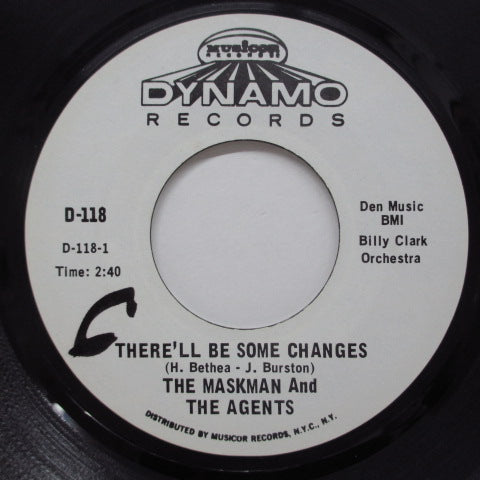 MUSICOR
RECORDS
DYNAMO
RECORDS
D-118
D-118-1
Time: 2:40
Den Music
BMI
Billy Clark
Orchestra
THERE'LL BE SOME CHANGES
(H. Bethea - J. Burston)
THE MASKMAN And
THE AGENTS
DISTRIBUTED BY MUSICOR RECORDS, N.Y.C., N.Y.